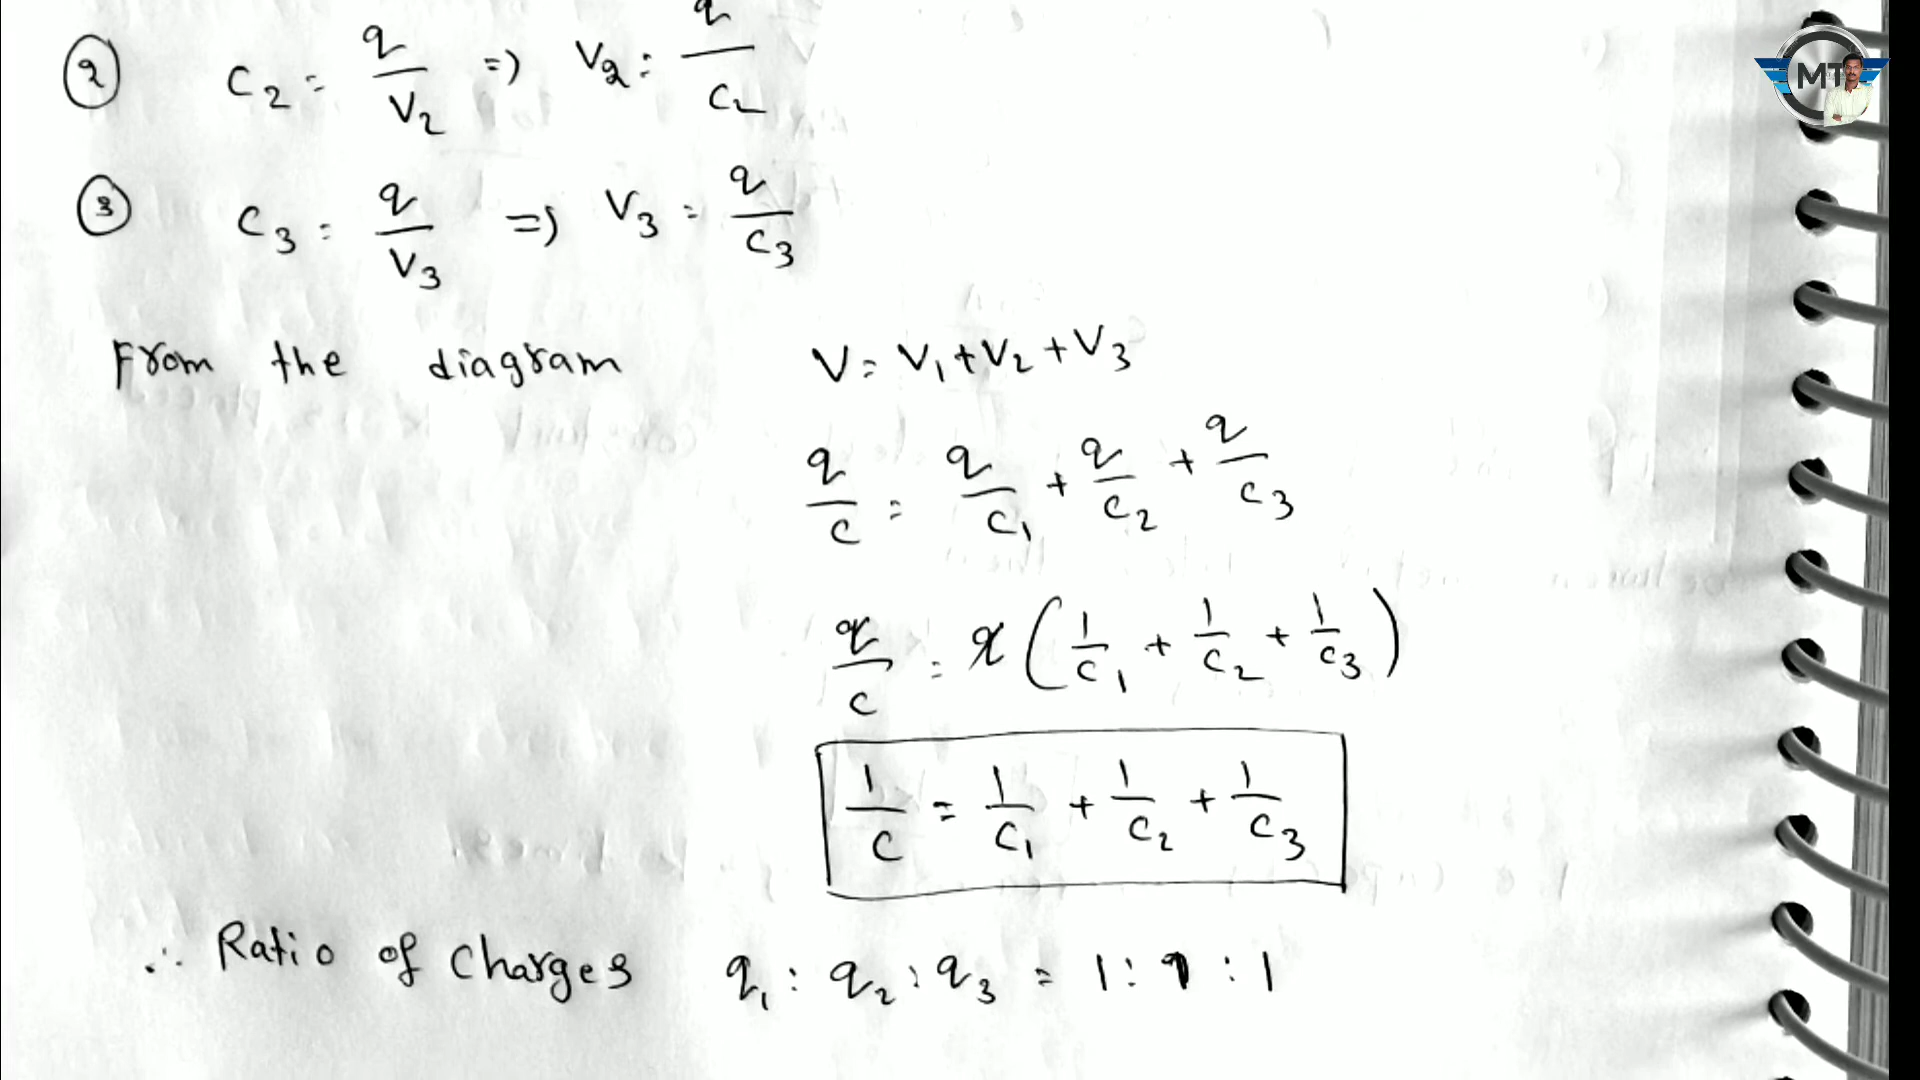 ② C2 = q/V2 => V2 = q/C2
③ C3 = q/V3 => V3 = q/C3
From the diagram V = V1 + V2 + V3
q/C = q/C1 + q/C2 + q/C3
q/C = q (1/C1 + 1/C2 + 1/C3)
1/C = 1/C1 + 1/C2 + 1/C3
∴ Ratio of Charges q1 : q2 : q3 = 1 : 1 : 1
MT